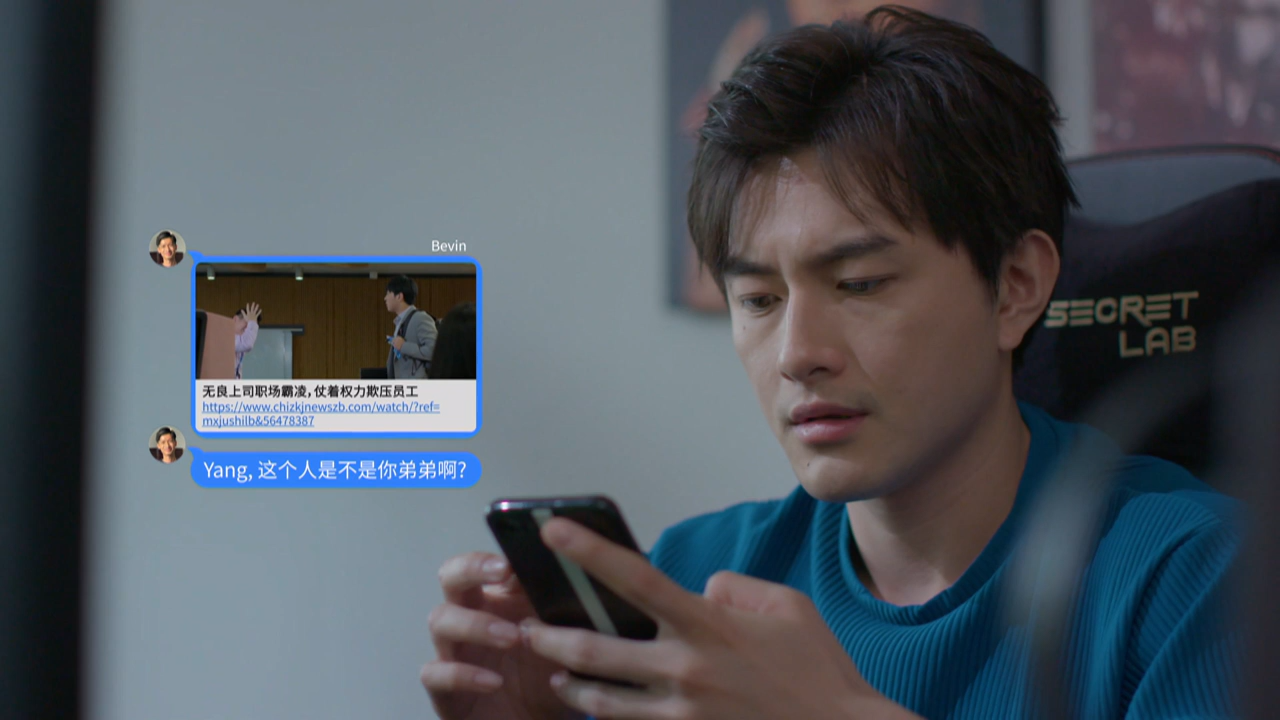 Bevin
无良上司职场霸凌, 仗着权力欺压员工
https://www.chizkjnewszb.com/watch/?ref=
mxjushilb&56478387
Yang, 这个人是不是你弟弟啊?
SECRET
LAB